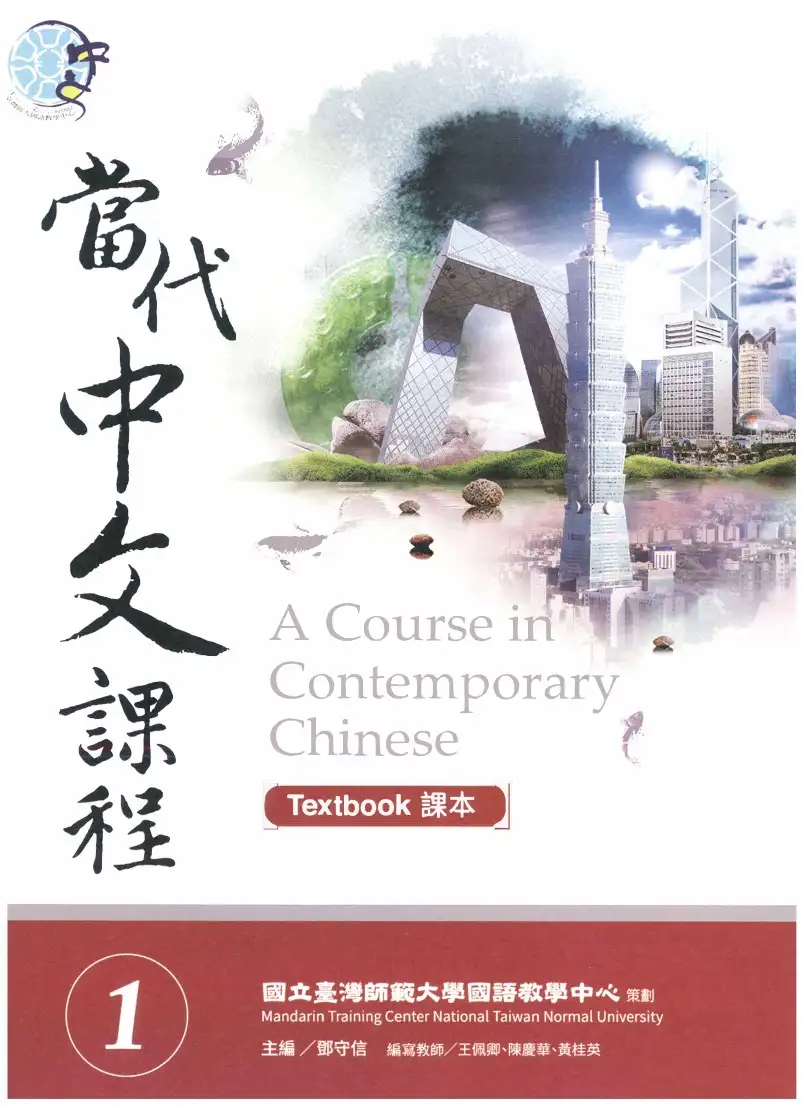 中文
當代中文課程
A Course in
Contemporary
Chinese
Textbook 課本
1
國立臺灣師範大學國語教學中心 策劃
Mandarin Training Center National Taiwan Normal University
主編／鄧守信 編寫教師／王佩卿、陳慶華、黃桂英